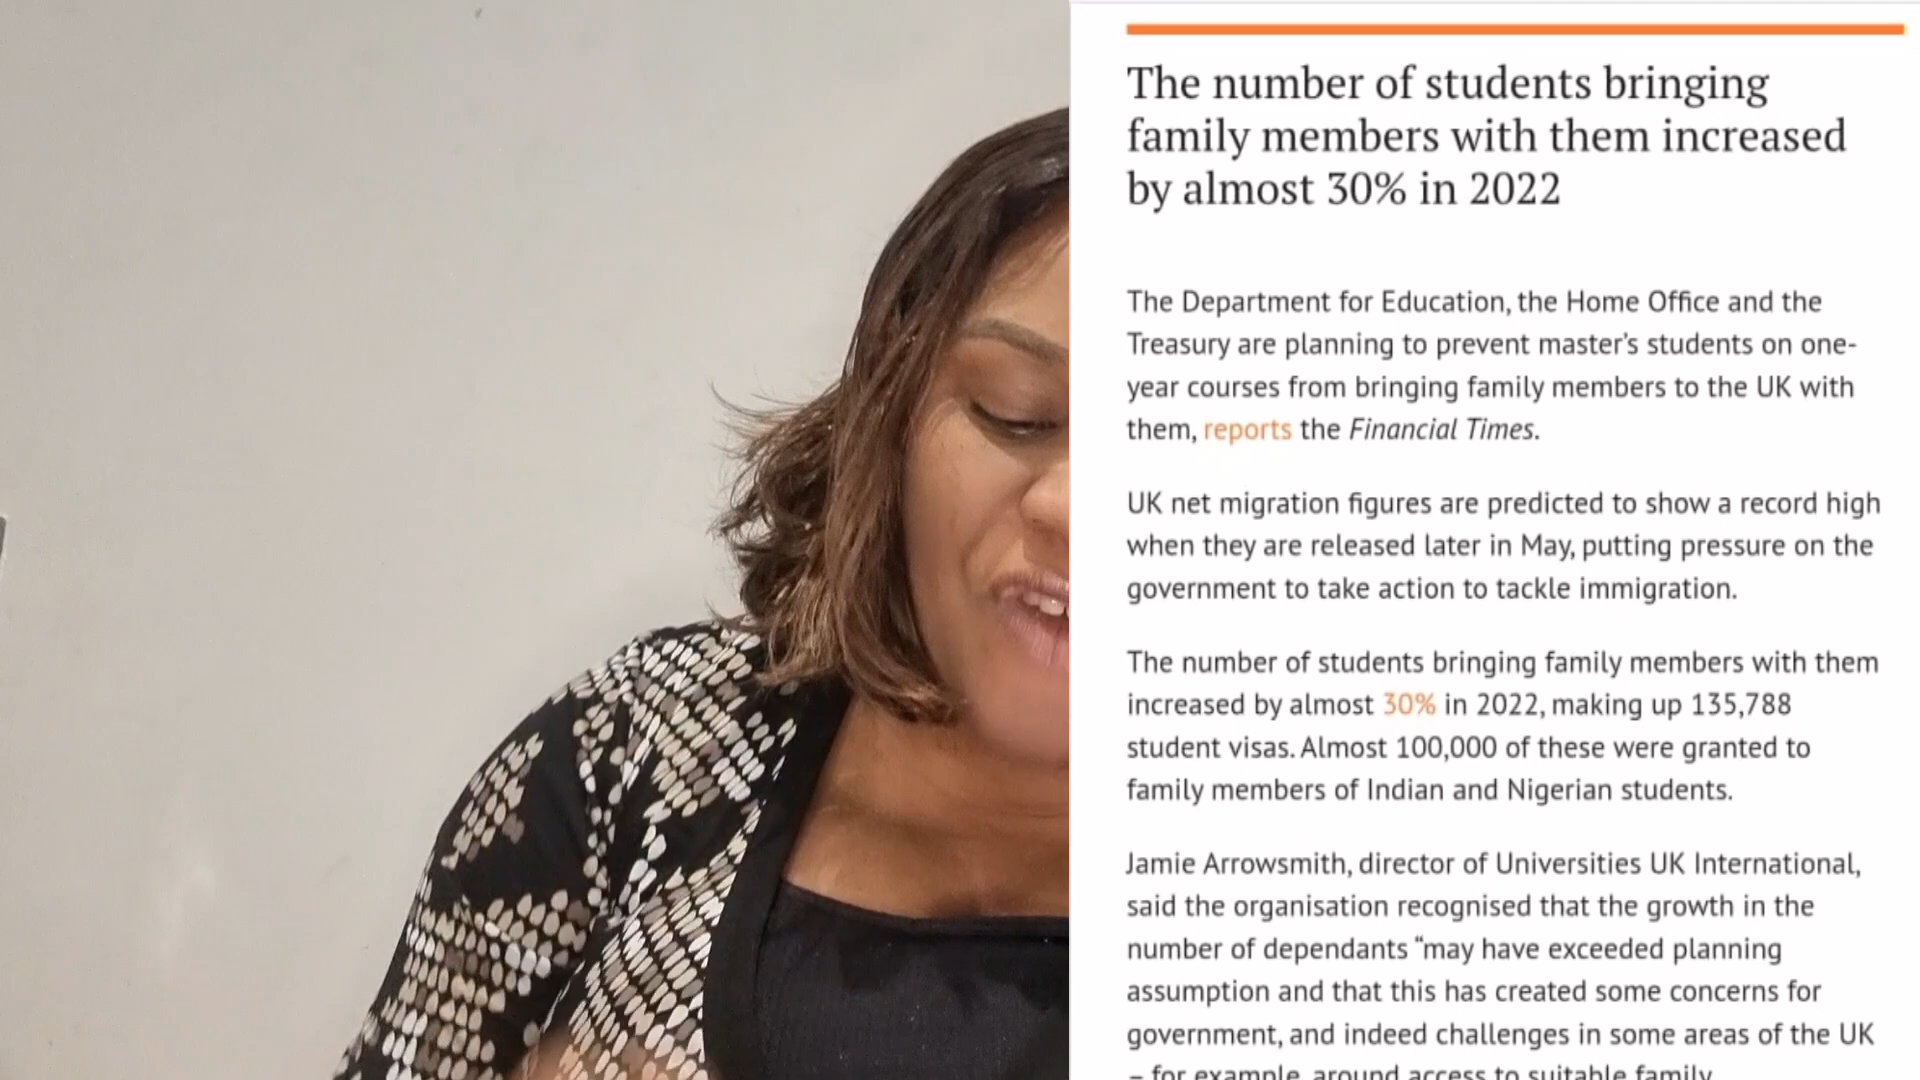 The number of students bringing
family members with them increased
by almost 30% in 2022
The Department for Education, the Home Office and the
Treasury are planning to prevent master’s students on one-
year courses from bringing family members to the UK with
them, reports the Financial Times.
UK net migration figures are predicted to show a record high
when they are released later in May, putting pressure on the
government to take action to tackle immigration.
The number of students bringing family members with them
increased by almost 30% in 2022, making up 135,788
student visas. Almost 100,000 of these were granted to
family members of Indian and Nigerian students.
Jamie Arrowsmith, director of Universities UK International,
said the organisation recognised that the growth in the
number of dependants “may have exceeded planning
assumption and that this has created some concerns for
government, and indeed challenges in some areas of the UK
– for example, around access to suitable family